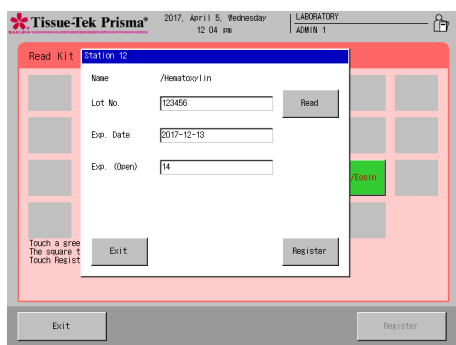 Tissue-Tek Prisma®
SAKURA
2017, April 5, Wednesday
12 04 pm
LABORATORY
ADMIN 1
Read Kit
Station 12
Name /Hematoxylin
Lot No. 123456 Read
Exp. Date 2017-12-13
Exp. (Open) 14
/Eosin
Touch a gree
The square t
Touch Regist
Exit Register
Exit Register